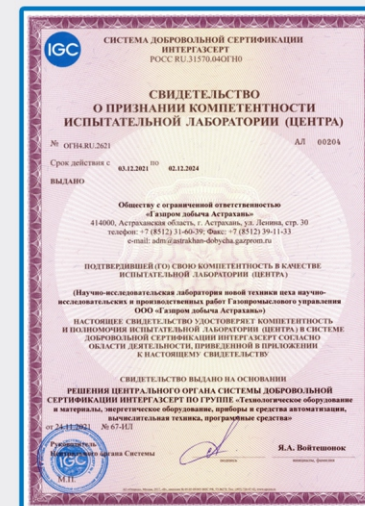 IGC
СИСТЕМА ДОБРОВОЛЬНОЙ СЕРТИФИКАЦИИ
ИНТЕРГАЗСЕРТ
РОСС RU.31570.04ОГН0
СВИДЕТЕЛЬСТВО
О ПРИЗНАНИИ КОМПЕТЕНТНОСТИ
ИСПЫТАТЕЛЬНОЙ ЛАБОРАТОРИИ (ЦЕНТРА)
№ ОГН4.RU.2621
АЛ 00204
Срок действия с 03.12.2021 по 02.12.2024
ВЫДАНО
Обществу с ограниченной ответственностью
«Газпром добыча Астрахань»
414000, Астраханская область, г. Астрахань, ул. Ленина, стр. 30
телефон: +7 (8512) 31-60-39; Факс: +7 (8512) 39-11-33
e-mail: adm@astrakhan-dobycha.gazprom.ru
ПОДТВЕРДИВШЕЙ (ГО) СВОЮ КОМПЕТЕНТНОСТЬ В КАЧЕСТВЕ
ИСПЫТАТЕЛЬНОЙ ЛАБОРАТОРИИ (ЦЕНТРА)
(Научно-исследовательская лаборатория новой техники цеха научно-
исследовательских и производственных работ Газопромыслового управления
ООО «Газпром добыча Астрахань»)
НАСТОЯЩЕЕ СВИДЕТЕЛЬСТВО УДОСТОВЕРЯЕТ КОМПЕТЕНТНОСТЬ
И ПОЛНОМОЧИЯ ИСПЫТАТЕЛЬНОЙ ЛАБОРАТОРИИ (ЦЕНТРА) В СИСТЕМЕ
ДОБРОВОЛЬНОЙ СЕРТИФИКАЦИИ ИНТЕРГАЗСЕРТ СОГЛАСНО
ОБЛАСТИ ДЕЯТЕЛЬНОСТИ, ПРИВЕДЕННОЙ В ПРИЛОЖЕНИИ
К НАСТОЯЩЕМУ СВИДЕТЕЛЬСТВУ
СВИДЕТЕЛЬСТВО ВЫДАНО НА ОСНОВАНИИ
РЕШЕНИЯ ЦЕНТРАЛЬНОГО ОРГАНА СИСТЕМЫ ДОБРОВОЛЬНОЙ
СЕРТИФИКАЦИИ ИНТЕРГАЗСЕРТ ПО ГРУППЕ «Технологическое оборудование
и материалы, энергетическое оборудование, приборы и средства автоматизации,
вычислительная техника, программные средства»
от 24.11.2021 № 67-ИЛ
Руководитель
Центрального органа Системы
Я.А. Войтешонок
подпись
М.П.
IGC